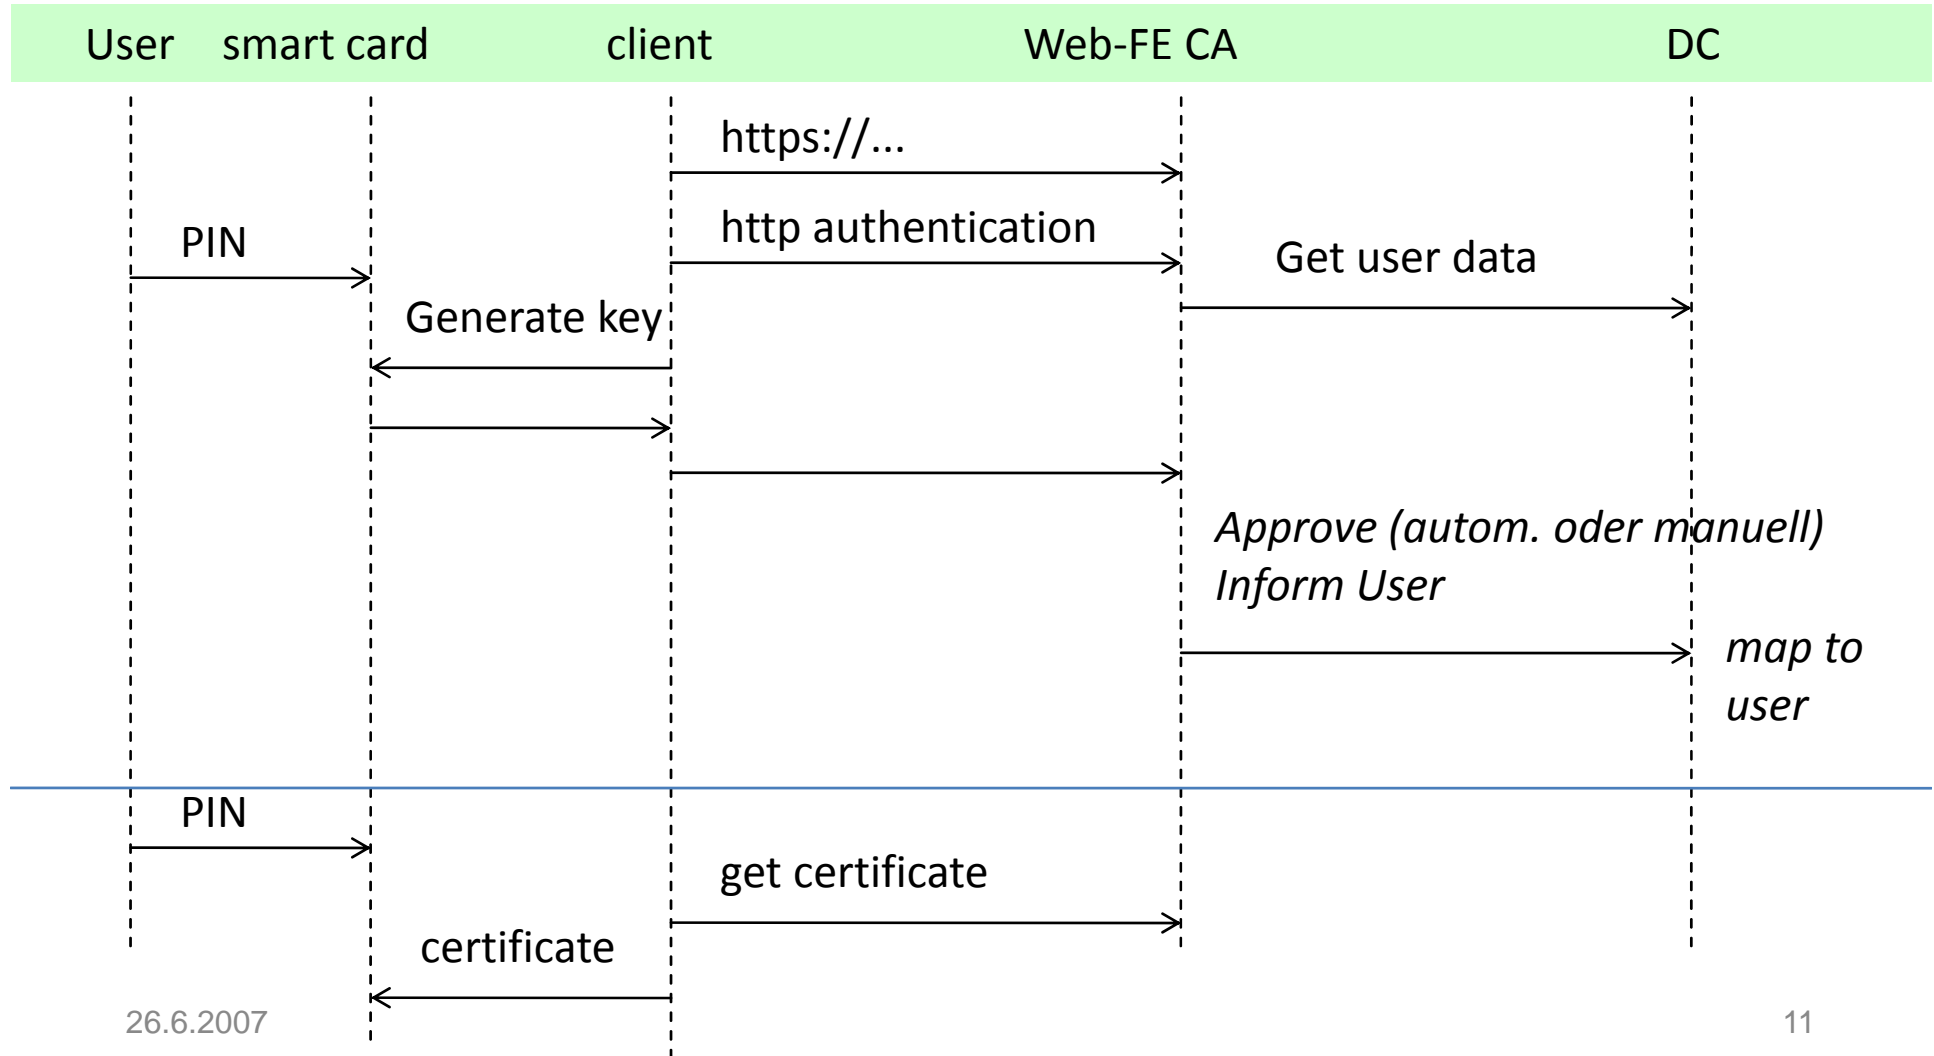 User smart card client Web-FE CA DC
https://...
http authentication
PIN
Get user data
Generate key
Approve (autom. oder manuell)
Inform User
map to
user
PIN
get certificate
certificate
26.6.2007
11